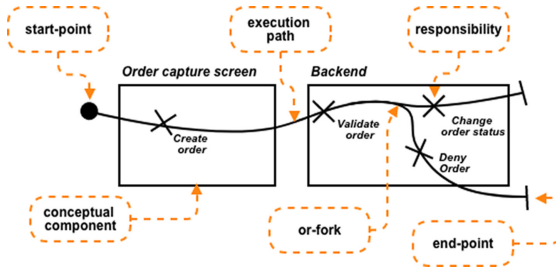 start-point
execution
path
responsibility
Order capture screen
Backend
Create
order
Validate
order
Change
order status
Deny
Order
conceptual
component
or-fork
end-point